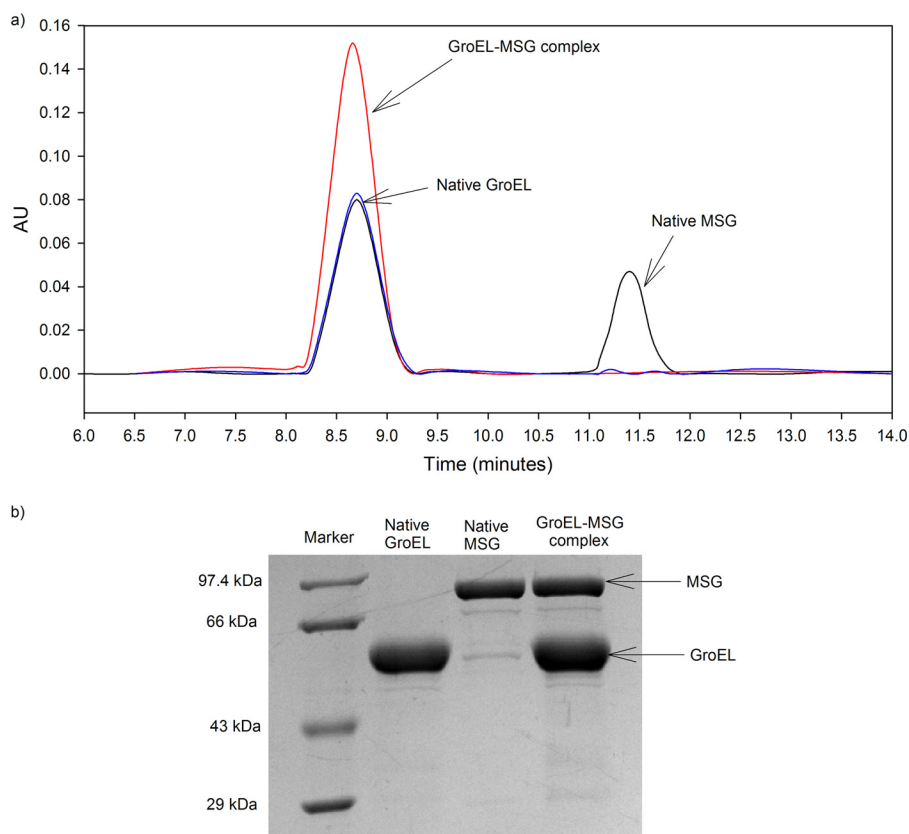 a)
0.16
0.14
0.12
0.10
0.08
0.06
0.04
0.02
0.00
AU
GroEL-MSG complex
Native GroEL
Native MSG
6.0 6.5 7.0 7.5 8.0 8.5 9.0 9.5 10.0 10.5 11.0 11.5 12.0 12.5 13.0 13.5 14.0
Time (minutes)
b)
Marker
Native
GroEL
Native
MSG
GroEL-MSG
complex
97.4 kDa
66 kDa
43 kDa
29 kDa
MSG
GroEL